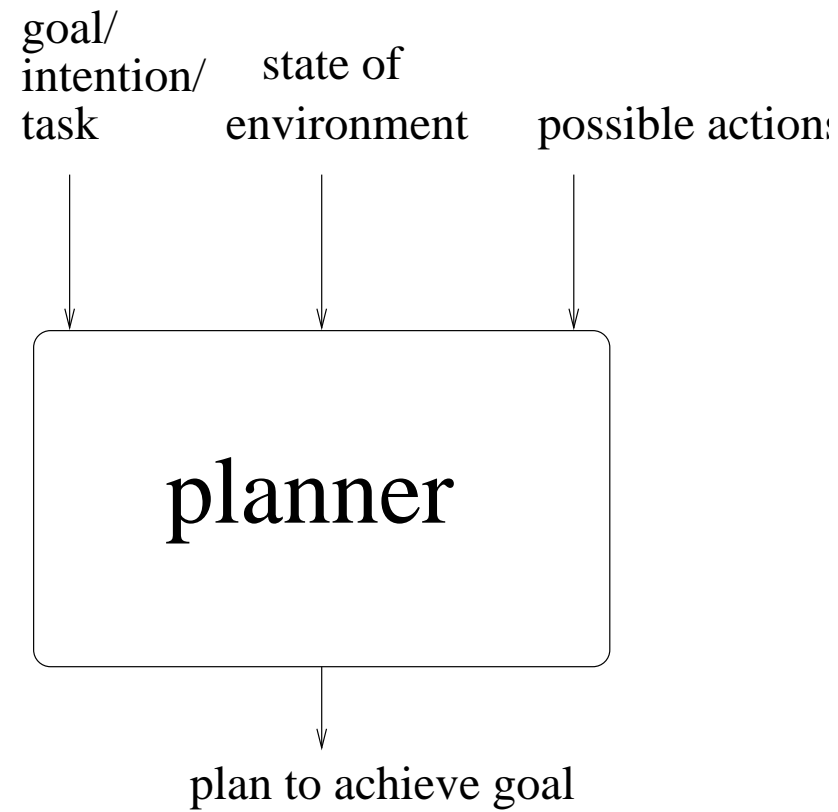 goal/
intention/
task
state of
environment
possible actions
planner
plan to achieve goal